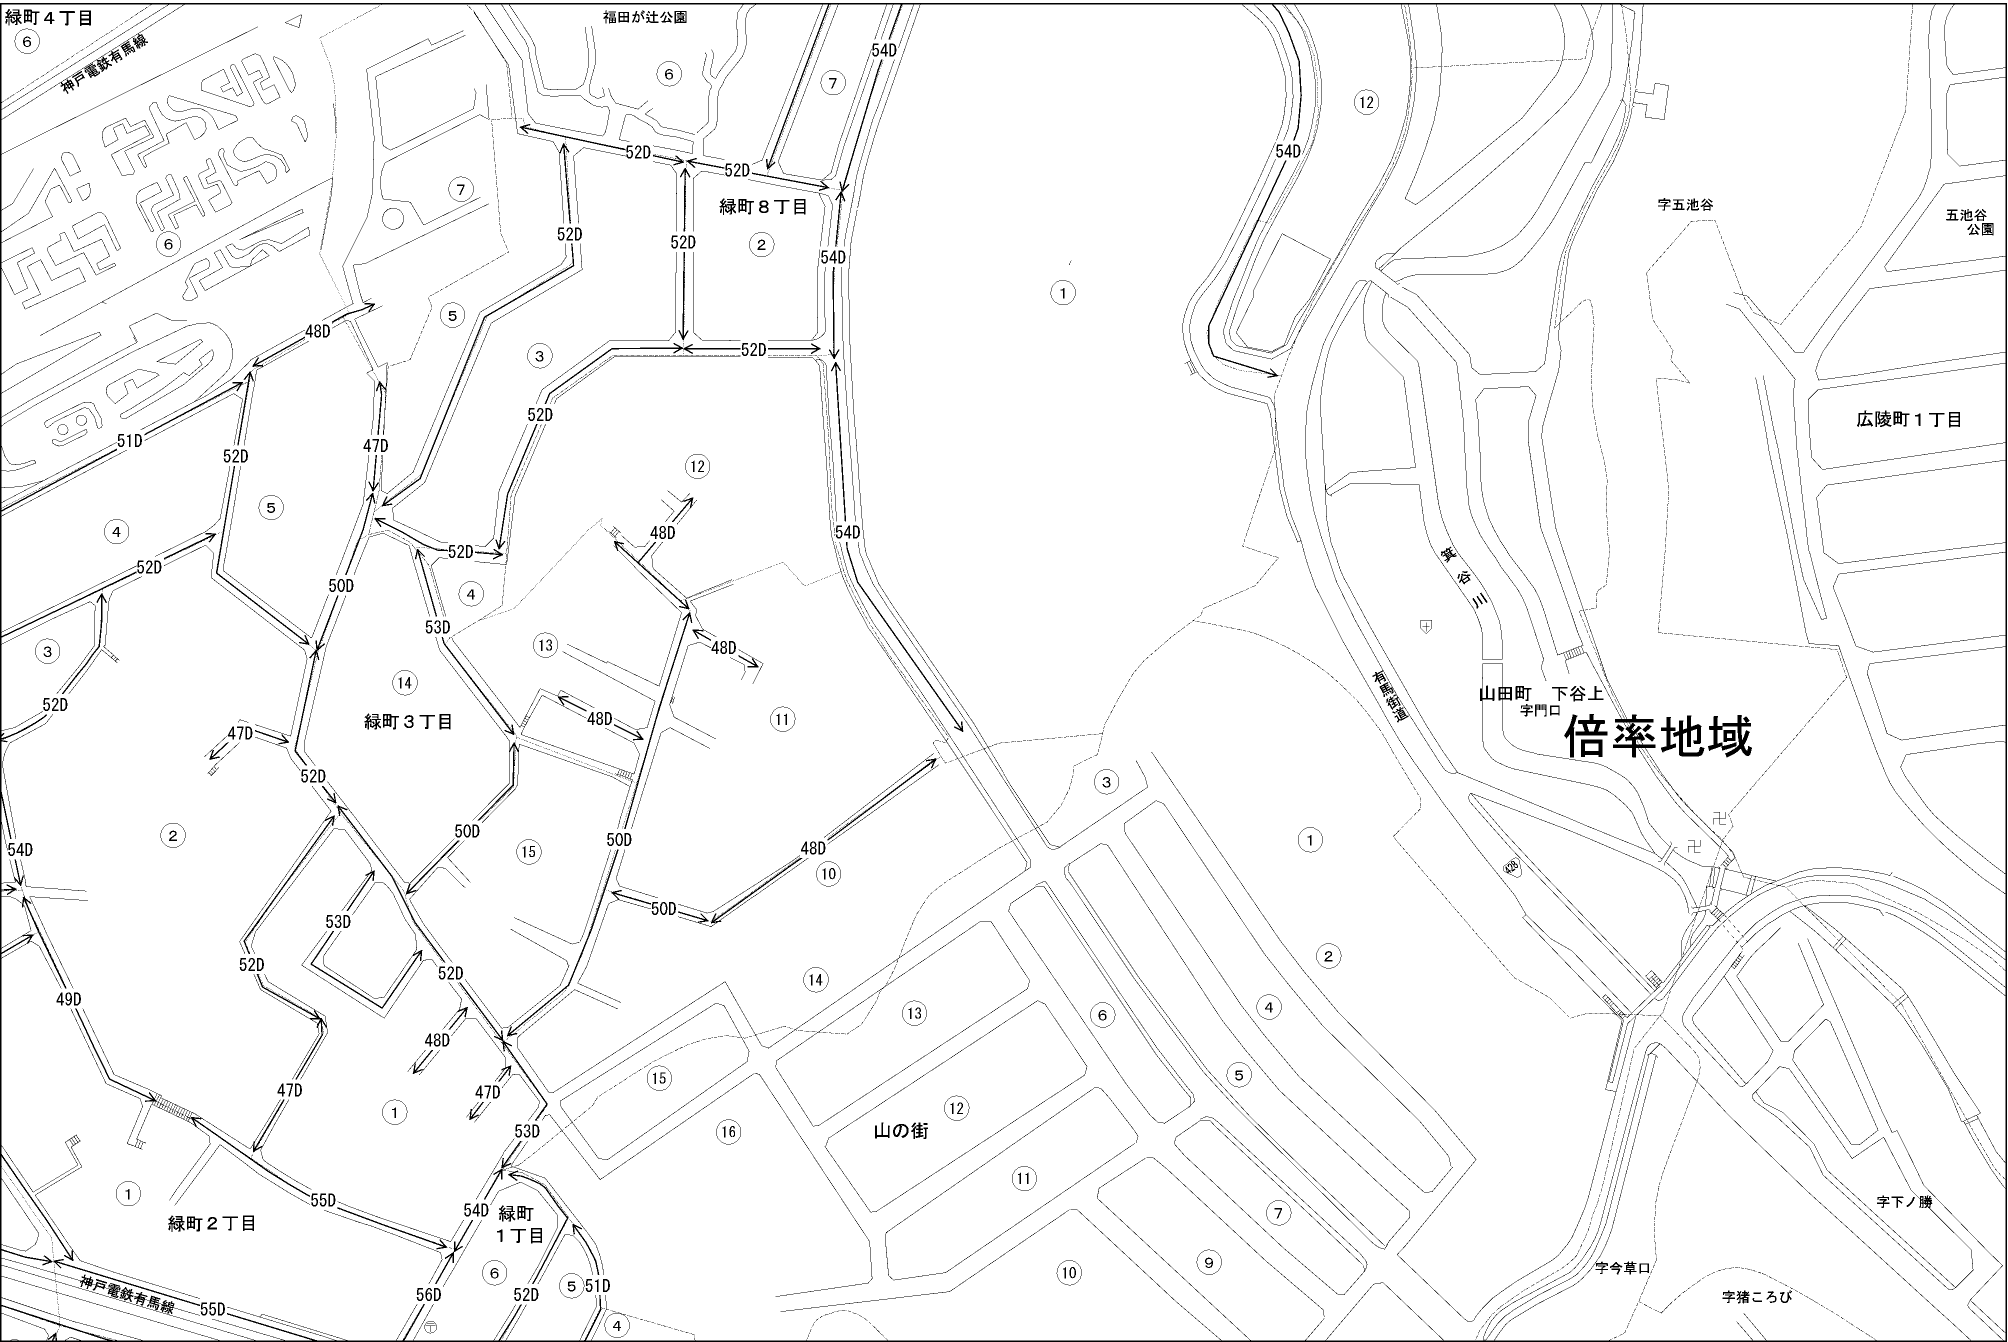 緑町４丁目
⑥
神戸電鉄有馬線
福田が辻公園
⑥
⑦
54D
⑫
54D
52D
52D
⑦
緑町８丁目
②
字五池谷
五池谷
公園
⑥
52D
52D
54D
①
⑤
48D
③
52D
広陵町１丁目
52D
51D
52D
47D
⑫
⑤
④
54D
48D
52D
52D
50D
④
箕谷川
53D
③
⑬
48D
⑭
緑町３丁目
有馬街道
山田町　下谷上
字門口
倍率地域
52D
48D
⑪
47D
52D
③
②
50D
⑮
50D
48D
⑩
①
54D
428
53D
50D
52D
52D
②
49D
⑭
⑬
⑥
④
48D
⑮
⑤
47D
47D
①
⑫
山の街
53D
⑯
①
⑪
55D
54D
緑町
１丁目
⑦
緑町２丁目
字下ノ勝
⑥
⑤
51D
⑩
⑨
字今草口
神戸電鉄有馬線
55D
56D
52D
④
字猪ころび